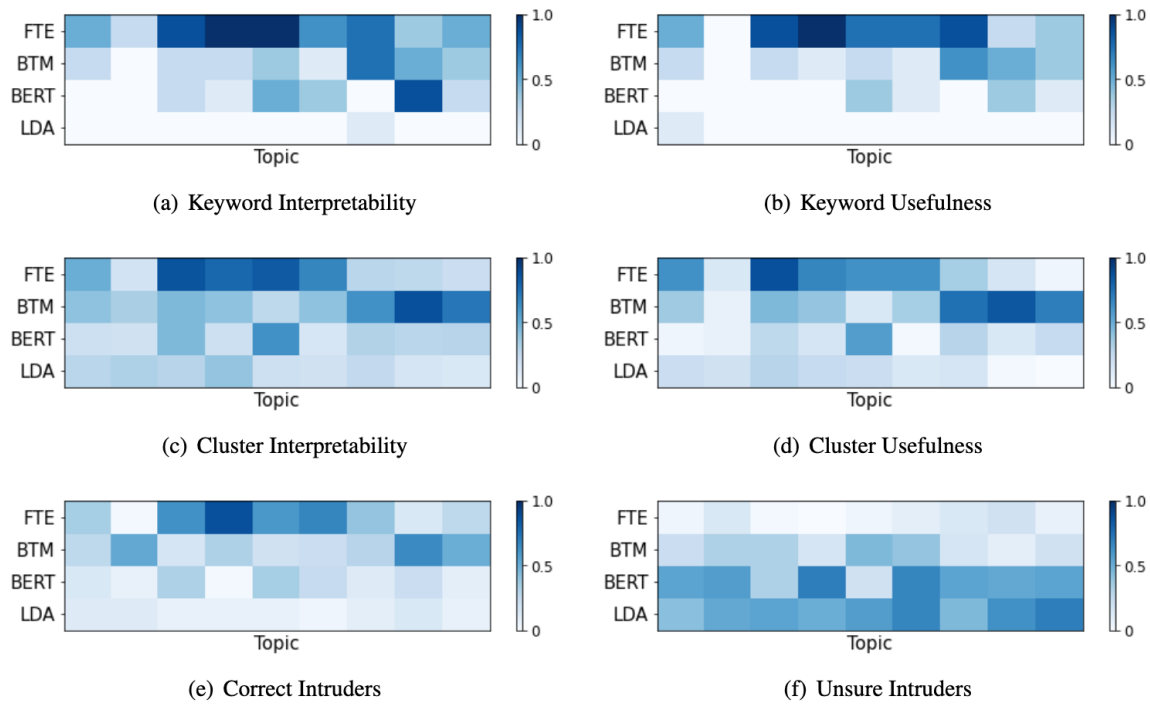 FTE
BTM
BERT
LDA
Topic
1.0
0.5
0
(a) Keyword Interpretability
FTE
BTM
BERT
LDA
Topic
1.0
0.5
0
(b) Keyword Usefulness
FTE
BTM
BERT
LDA
Topic
1.0
0.5
0
(c) Cluster Interpretability
FTE
BTM
BERT
LDA
Topic
1.0
0.5
0
(d) Cluster Usefulness
FTE
BTM
BERT
LDA
Topic
1.0
0.5
0
(e) Correct Intruders
FTE
BTM
BERT
LDA
Topic
1.0
0.5
0
(f) Unsure Intruders